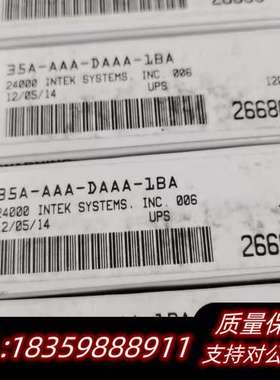 35A-AAA-DAAA-1BA
24000 INTEK SYSTEMS, INC. 006
12/05/14
UPS
2668
35A-AAA-DAAA-1BA
24000 INTEK SYSTEMS, INC. 006
12/05/14
UPS
2668
质量保
:18359888911
支持对公